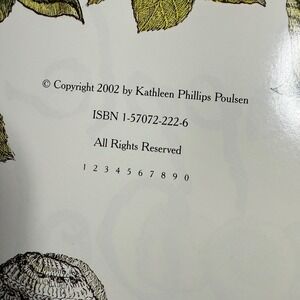 © Copyright 2002 by Kathleen Phillips Poulsen
ISBN 1-57072-222-6
All Rights Reserved
1 2 3 4 5 6 7 8 9 0